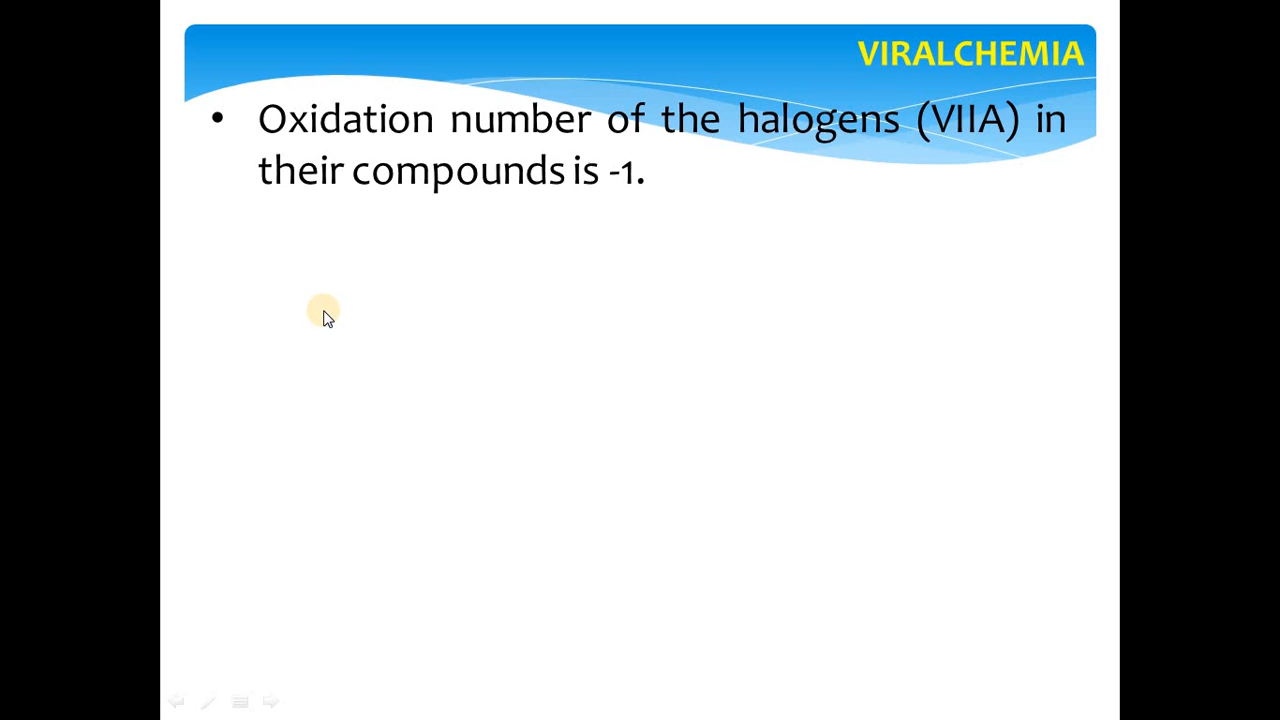 VIRALCHEMIA
• Oxidation number of the halogens (VIIA) in
their compounds is -1.